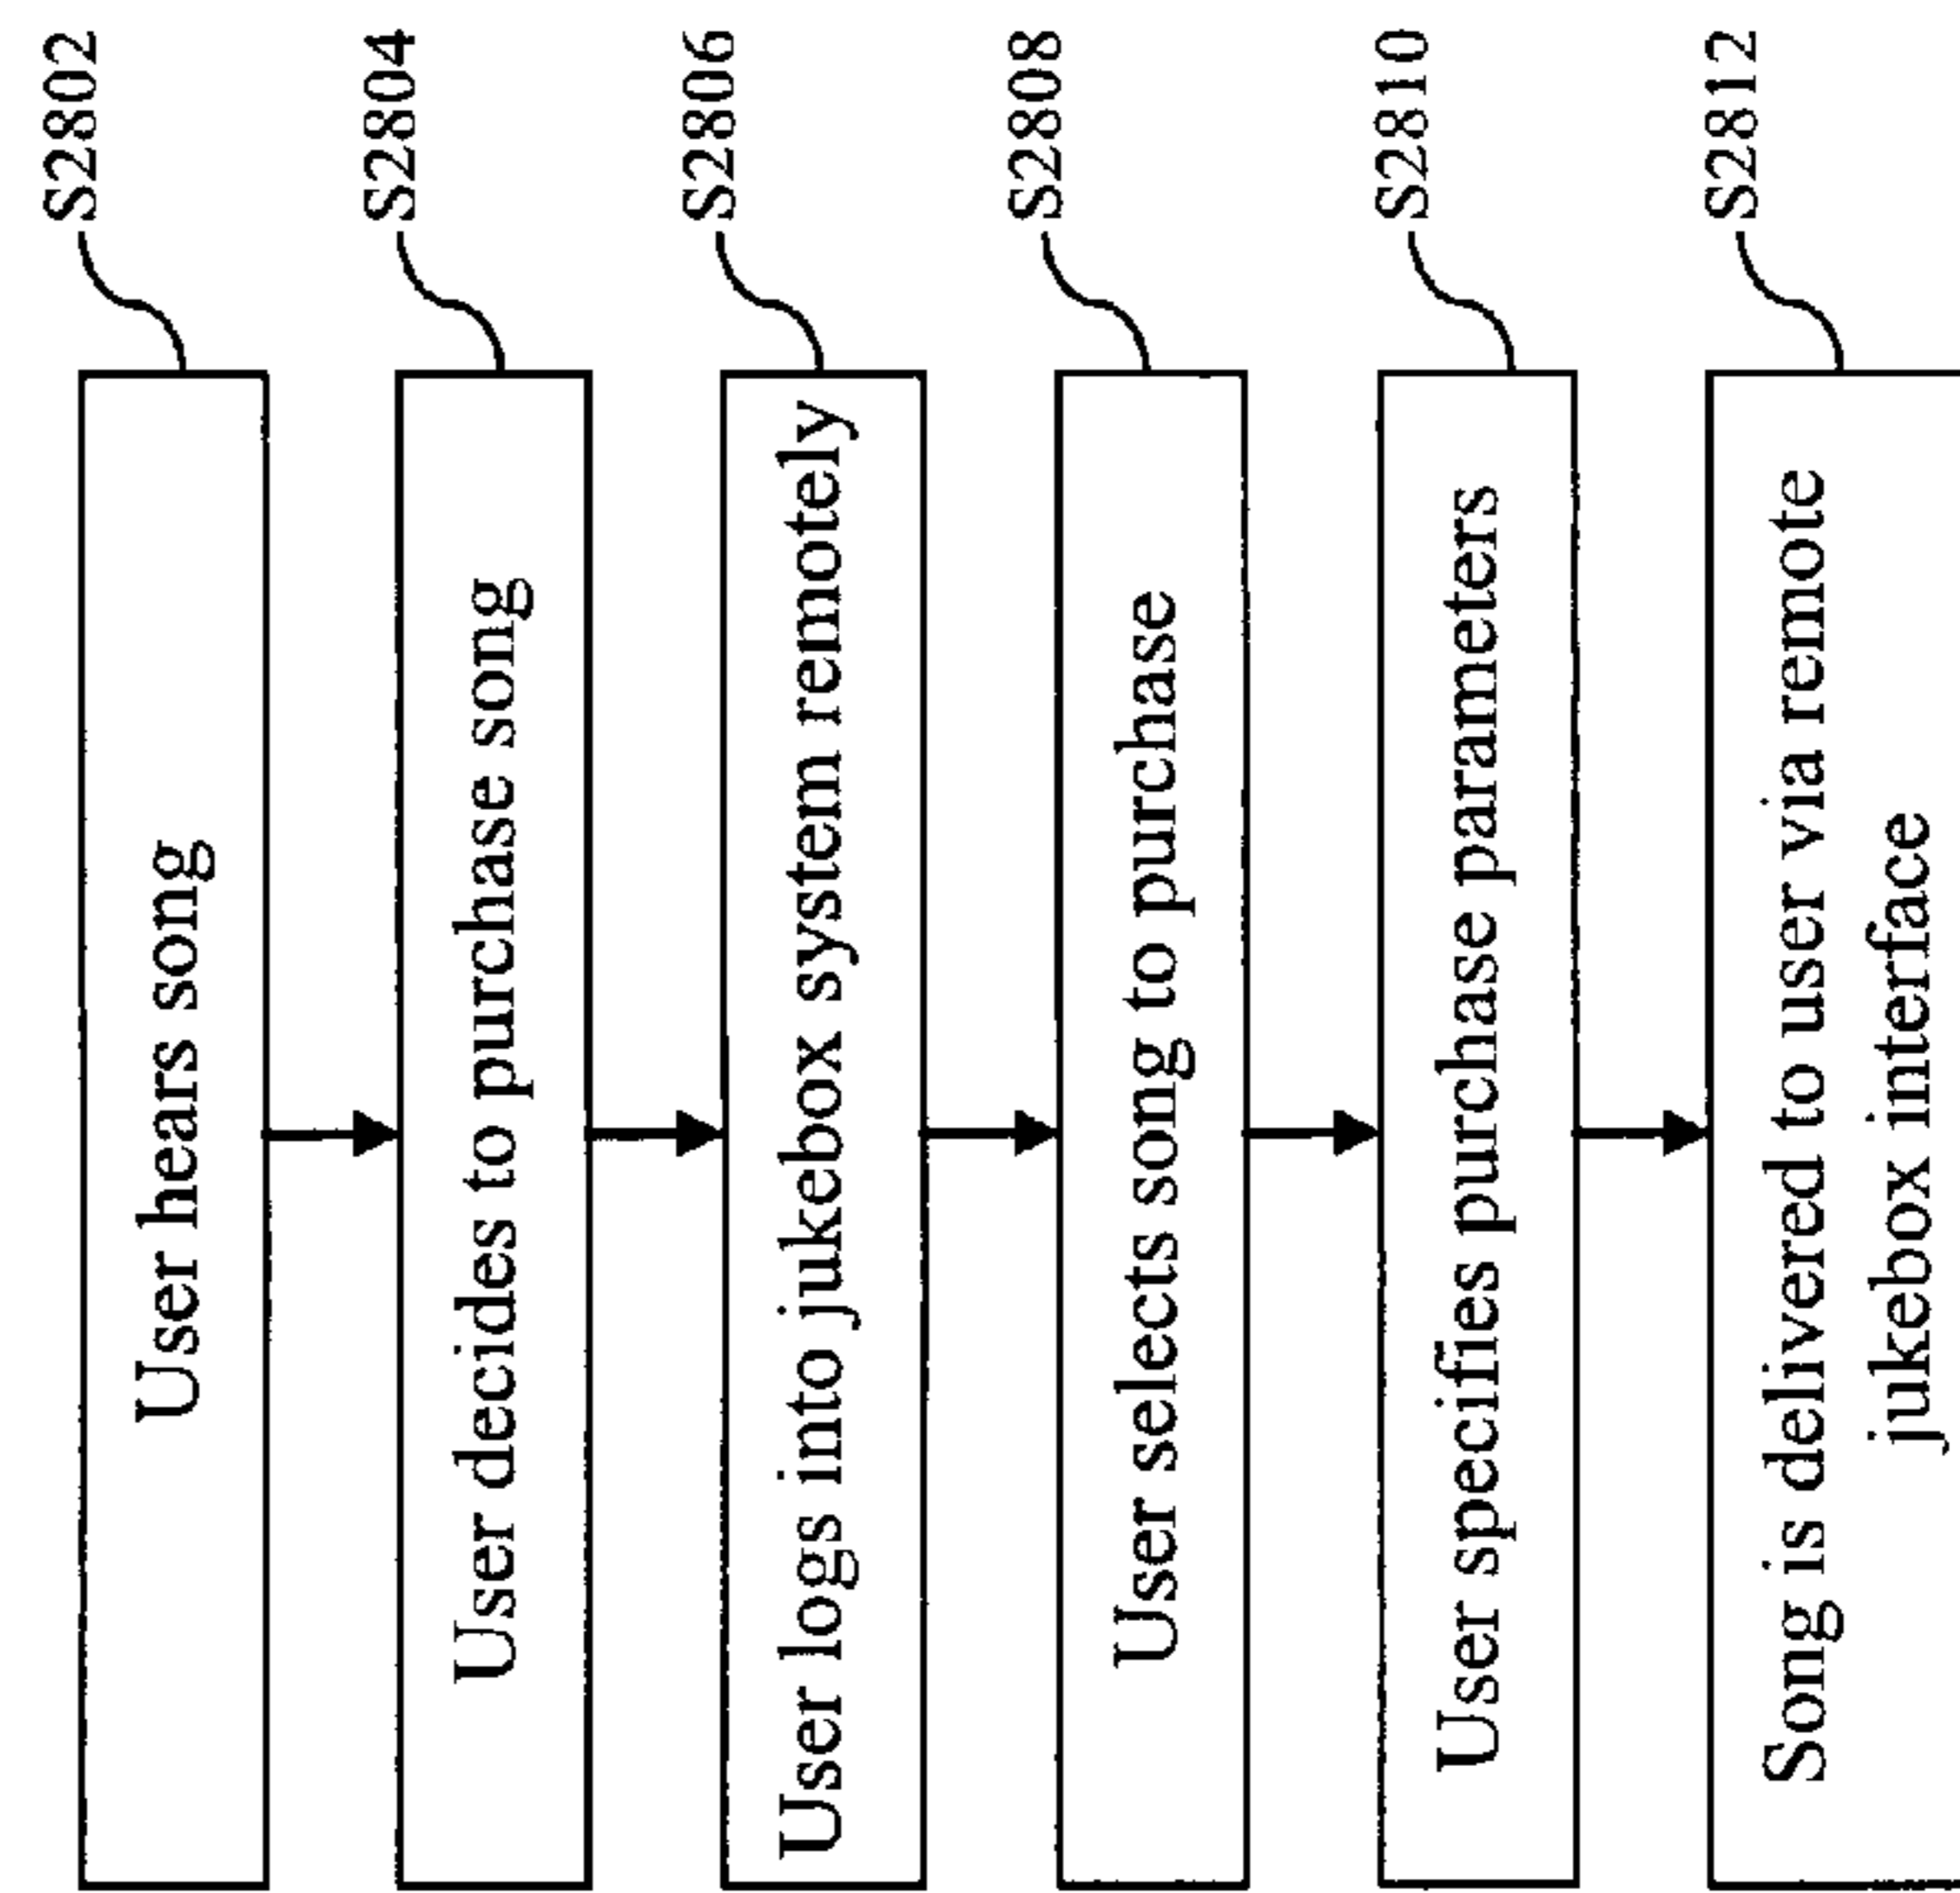 User hears song
S2802
User decides to purchase song
S2804
User logs into jukebox system remotely
S2806
User selects song to purchase
S2808
User specifies purchase parameters
S2810
Song is delivered to user via remote
jukebox interface
S2812